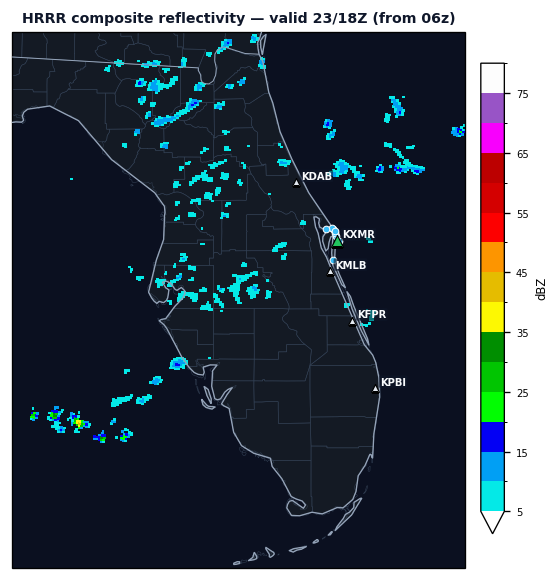 HRRR composite reflectivity — valid 23/18Z (from 06z)
KDAB
KXMR
KMLB
KFPR
KPBI
75
65
55
45
35
25
15
5
dBZ